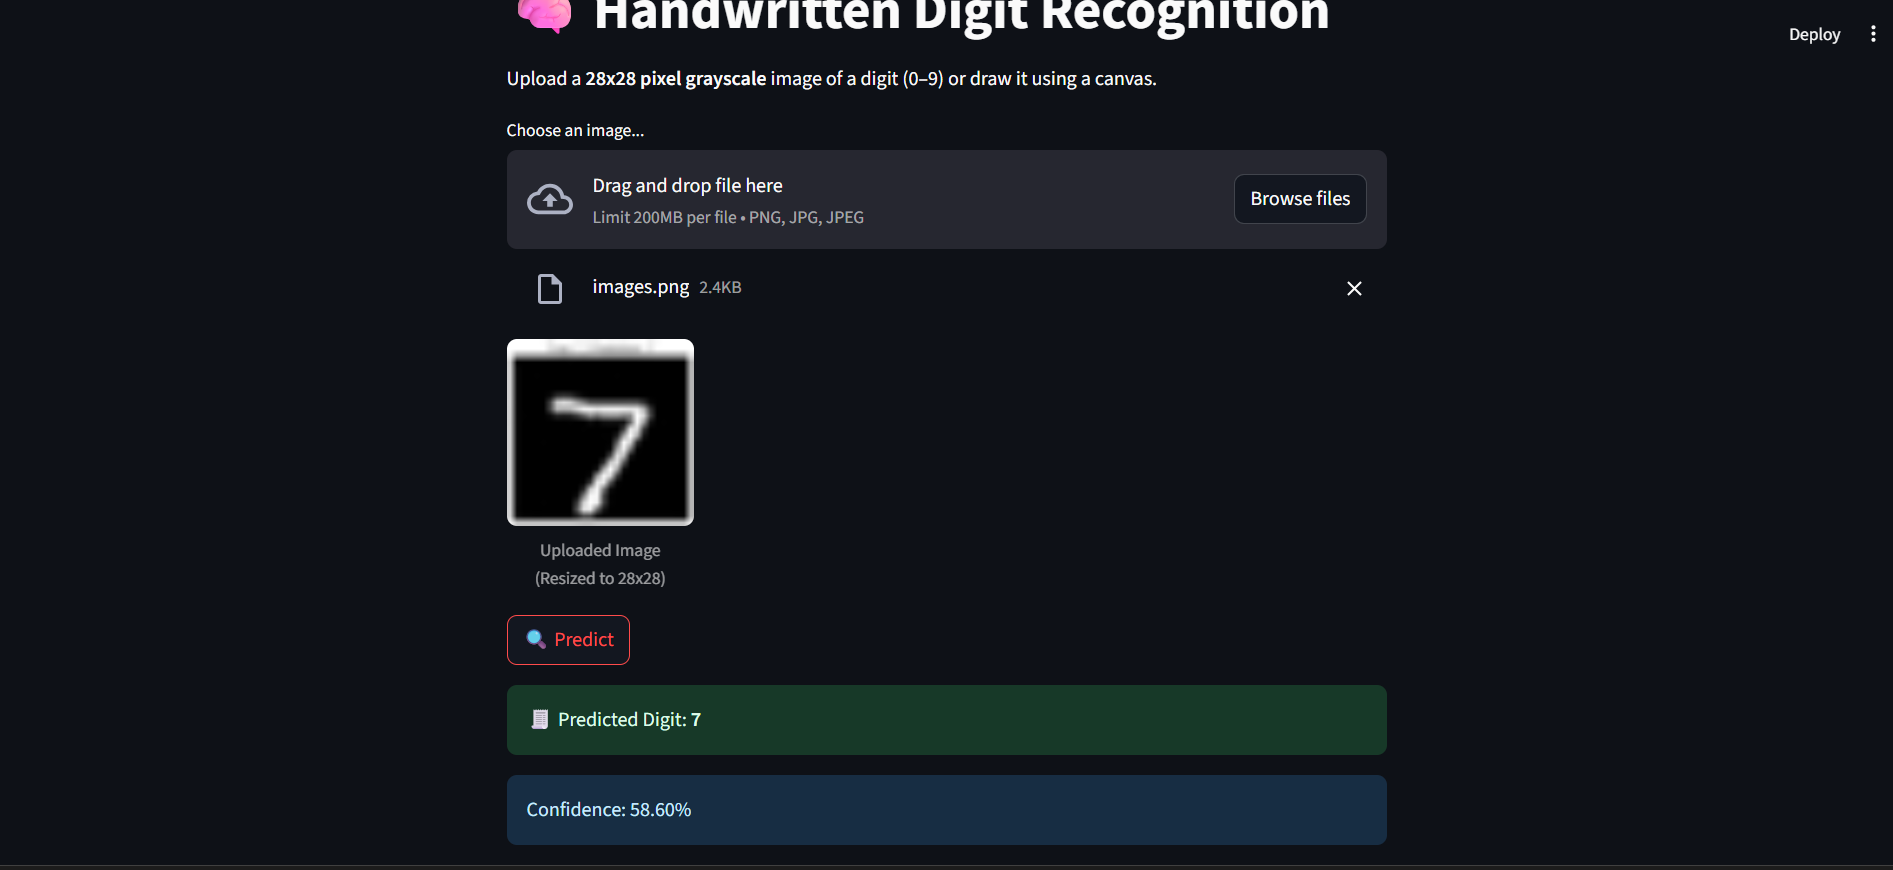 Handwritten Digit Recognition
Deploy
Upload a 28x28 pixel grayscale image of a digit (0–9) or draw it using a canvas.
Choose an image...
Drag and drop file here
Limit 200MB per file • PNG, JPG, JPEG
Browse files
images.png 2.4KB
7
Uploaded Image
(Resized to 28x28)
Predict
Predicted Digit: 7
Confidence: 58.60%